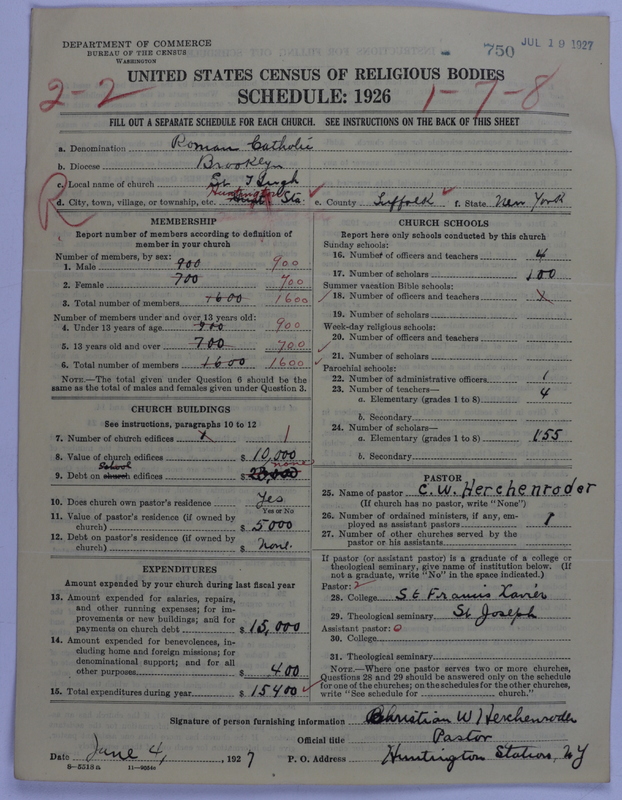 DEPARTMENT OF COMMERCE
BUREAU OF THE CENSUS
WASHINGTON
750 JUL 19 1927
UNITED STATES CENSUS OF RELIGIOUS BODIES
SCHEDULE: 1926
2-2 1-7-8
FILL OUT A SEPARATE SCHEDULE FOR EACH CHURCH. SEE INSTRUCTIONS ON THE BACK OF THIS SHEET
a. Denomination Roman Catholic
b. Diocese Brooklyn
c. Local name of church St Hugh
R
d. City, town, village, or township, etc. Huntington Sta e. County Suffolk f. State New York
MEMBERSHIP
Report number of members according to definition of
member in your church
Number of members, by sex:
1. Male 900 900
2. Female 700 700
3. Total number of members 1600 1600
Number of members under and over 13 years old:
4. Under 13 years of age 900 900
5. 13 years old and over 700 700
6. Total number of members 1600 1600
NOTE.—The total given under Question 6 should be the
same as the total of males and females given under Question 3.
CHURCH BUILDINGS
See instructions, paragraphs 10 to 12
7. Number of church edifices x 1
8. Value of church edifices $ 10,000
none
School
9. Debt on church edifices $
10. Does church own pastor's residence Yes
Yes or No
11. Value of pastor's residence (if owned by
church) $ 5000
12. Debt on pastor's residence (if owned by
church) $ None.
EXPENDITURES
Amount expended by your church during last fiscal year
13. Amount expended for salaries, repairs,
and other running expenses; for im-
provements or new buildings; and for
payments on church debt $ 15,000
14. Amount expended for benevolences, in-
cluding home and foreign missions; for
denominational support; and for all
other purposes $ 400
15. Total expenditures during year $ 15400
CHURCH SCHOOLS
Report here only schools conducted by this church
Sunday schools:
16. Number of officers and teachers 4
17. Number of scholars 100
Summer vacation Bible schools:
18. Number of officers and teachers x
19. Number of scholars
Week-day religious schools:
20. Number of officers and teachers
21. Number of scholars
Parochial schools:
22. Number of administrative officers 1
23. Number of teachers—
a. Elementary (grades 1 to 8) 4
b. Secondary
24. Number of scholars—
a. Elementary (grades 1 to 8) 155
b. Secondary
PASTOR
25. Name of pastor C. W. Herchenroder
(If church has no pastor, write "None")
26. Number of ordained ministers, if any, em-
ployed as assistant pastors 1
27. Number of other churches served by the
pastor or his assistants
If pastor (or assistant pastor) is a graduate of a college or
theological seminary, give name of institution below. (If
not a graduate, write "No" in the space indicated.)
Pastor: 2
28. College St Francis Xavier
29. Theological seminary St Joseph
Assistant pastor: 0
30. College
31. Theological seminary
NOTE.—Where one pastor serves two or more churches,
Questions 28 and 29 should be answered only on the schedule
for one of the churches; on the schedules for the other churches,
write "See schedule for church."
Signature of person furnishing information Christian W Herchenroder
Official title Pastor
Date June 4, 1927 P. O. Address Huntington Station, NY
8-5518a